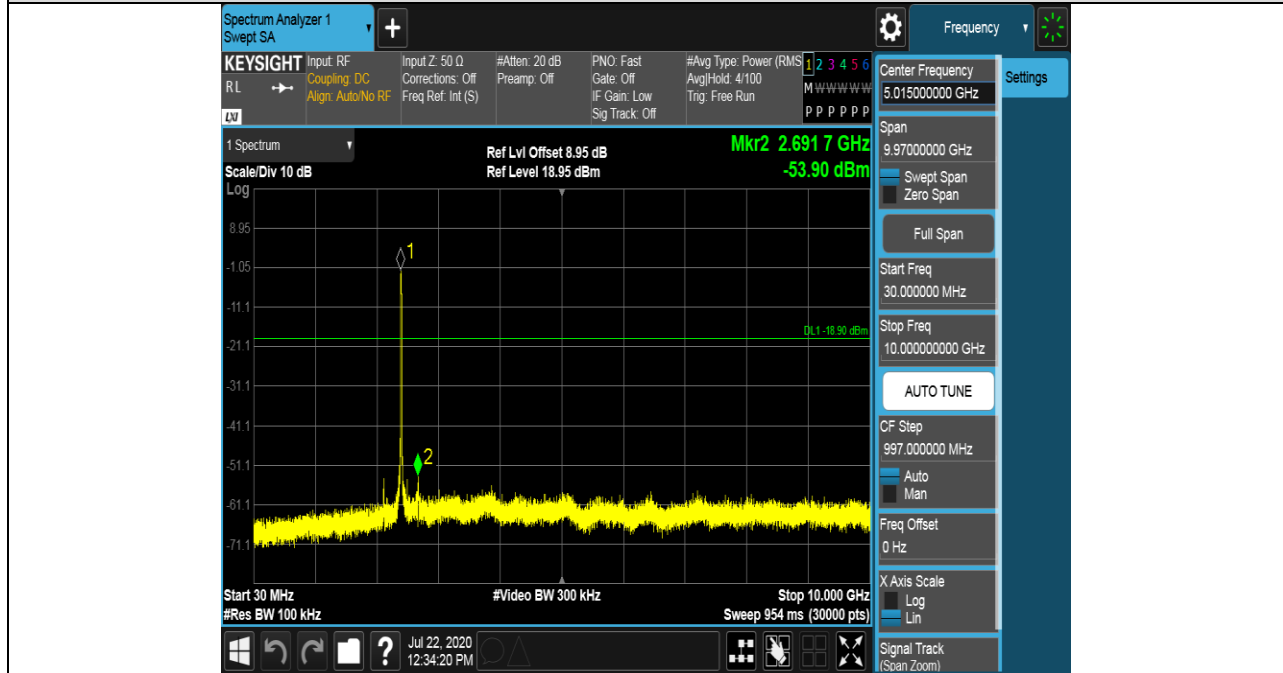 Spectrum Analyzer 1
Swept SA
+
Frequency
KEYSIGHT
RL
LXI
Input: RF
Coupling: DC
Align: Auto/No RF
Input Z: 50 Ω
Corrections: Off
Freq Ref: Int (S)
#Atten: 20 dB
Preamp: Off
PNO: Fast
Gate: Off
IF Gain: Low
Sig Track: Off
#Avg Type: Power (RMS
Avg|Hold: 4/100
Trig: Free Run
1 2 3 4 5 6
M W W W W W
P P P P P P
1 Spectrum
Scale/Div 10 dB
Log
Ref Lvl Offset 8.95 dB
Ref Level 18.95 dBm
Mkr2 2.691 7 GHz
-53.90 dBm
8.95
-1.05
-11.1
-21.1
-31.1
-41.1
-51.1
-61.1
-71.1
1
2
DL1 -18.90 dBm
Start 30 MHz
#Res BW 100 kHz
#Video BW 300 kHz
Stop 10.000 GHz
Sweep 954 ms (30000 pts)
?
Jul 22, 2020
12:34:20 PM
Center Frequency
5.015000000 GHz
Span
9.97000000 GHz
Swept Span
Zero Span
Full Span
Start Freq
30.000000 MHz
Stop Freq
10.000000000 GHz
AUTO TUNE
CF Step
997.000000 MHz
Auto
Man
Freq Offset
0 Hz
X Axis Scale
Log
Lin
Signal Track
(Span Zoom)
Settings